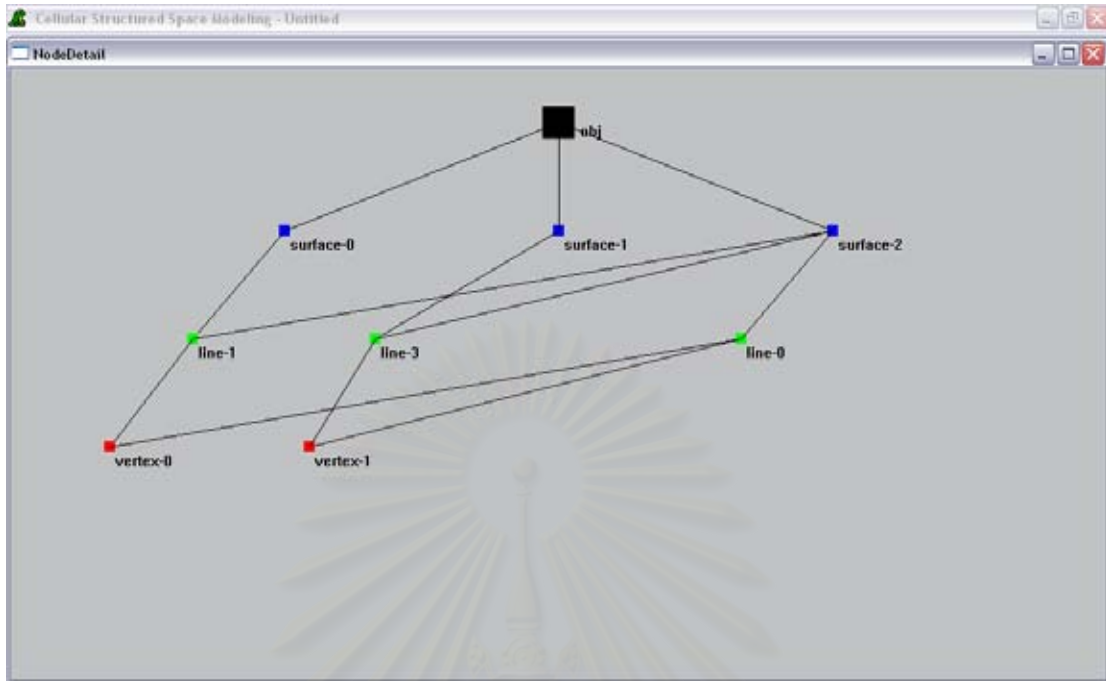 Cellular Structured Space Modeling - Untitled
NodeDetail
obj
surface-0
surface-1
surface-2
line-1
line-3
line-0
vertex-0
vertex-1